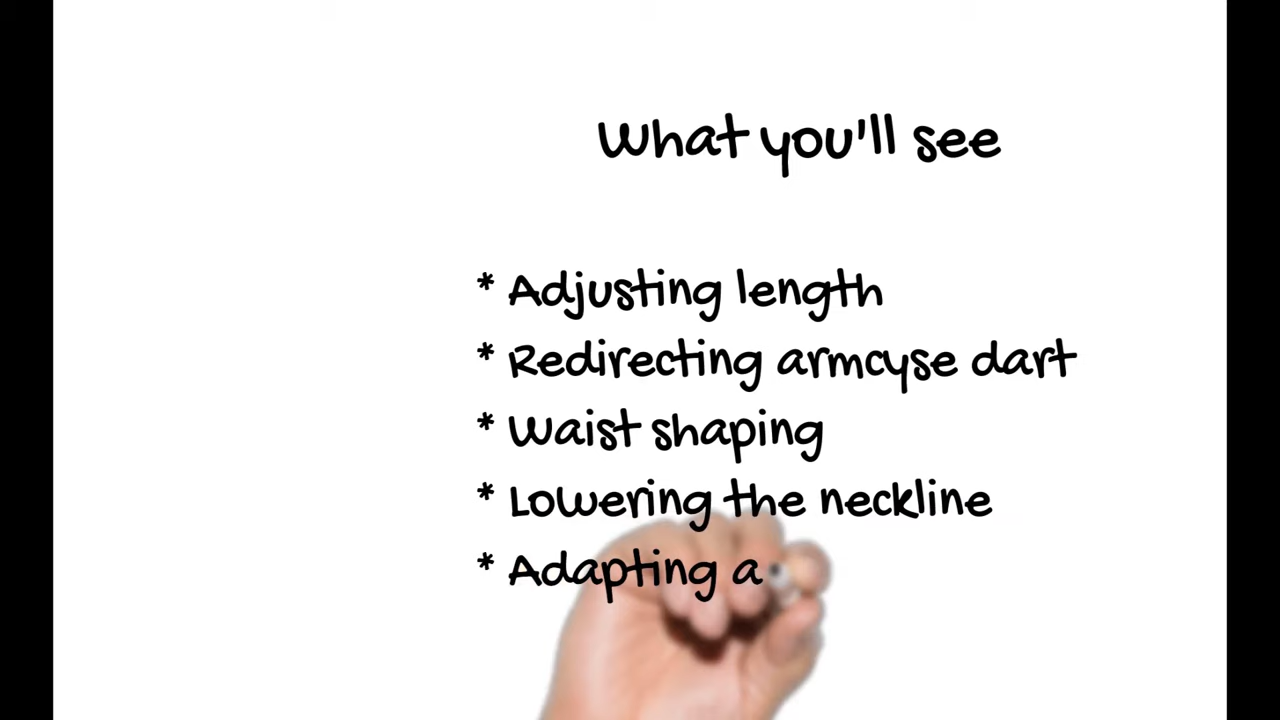 What you'll see
* Adjusting length
* Redirecting armcyse dart
* Waist shaping
* Lowering the neckline
* Adapting a